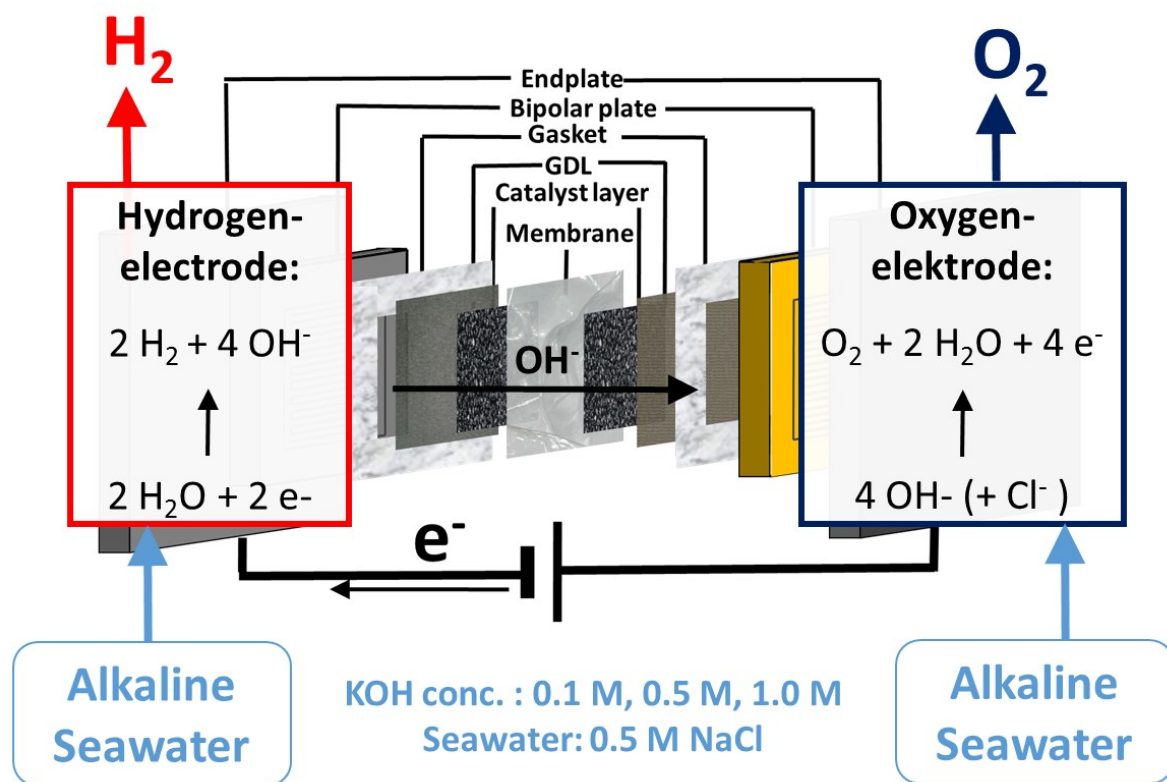 H₂
O₂
Endplate
Bipolar plate
Gasket
GDL
Catalyst layer
Membrane
Hydrogen-
electrode:
2 H₂ + 4 OH⁻
2 H₂O + 2 e-
OH⁻
Oxygen-
elektrode:
O₂ + 2 H₂O + 4 e⁻
4 OH- (+ Cl⁻ )
e⁻
Alkaline
Seawater
KOH conc. : 0.1 M, 0.5 M, 1.0 M
Seawater: 0.5 M NaCl
Alkaline
Seawater